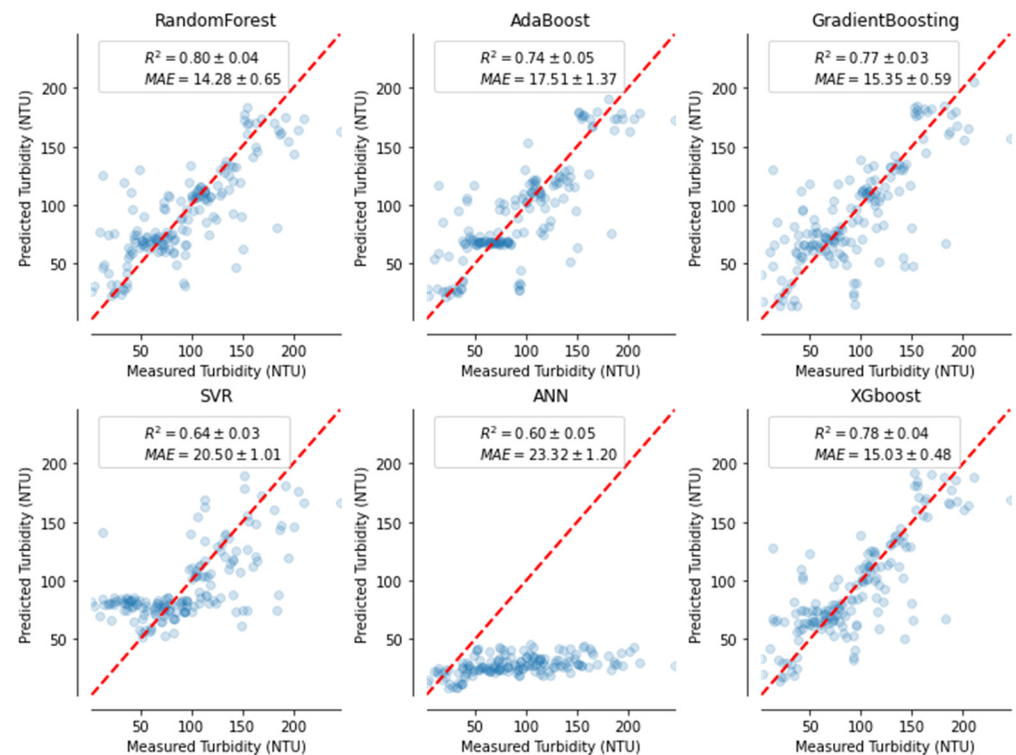 RandomForest
R² = 0.80 ± 0.04
MAE = 14.28 ± 0.65
200
150
100
50
Predicted Turbidity (NTU)
50 100 150 200
Measured Turbidity (NTU)
AdaBoost
R² = 0.74 ± 0.05
MAE = 17.51 ± 1.37
200
150
100
50
Predicted Turbidity (NTU)
50 100 150 200
Measured Turbidity (NTU)
GradientBoosting
R² = 0.77 ± 0.03
MAE = 15.35 ± 0.59
200
150
100
50
Predicted Turbidity (NTU)
50 100 150 200
Measured Turbidity (NTU)
SVR
R² = 0.64 ± 0.03
MAE = 20.50 ± 1.01
200
150
100
50
Predicted Turbidity (NTU)
50 100 150 200
Measured Turbidity (NTU)
ANN
R² = 0.60 ± 0.05
MAE = 23.32 ± 1.20
200
150
100
50
Predicted Turbidity (NTU)
50 100 150 200
Measured Turbidity (NTU)
XGboost
R² = 0.78 ± 0.04
MAE = 15.03 ± 0.48
200
150
100
50
Predicted Turbidity (NTU)
50 100 150 200
Measured Turbidity (NTU)